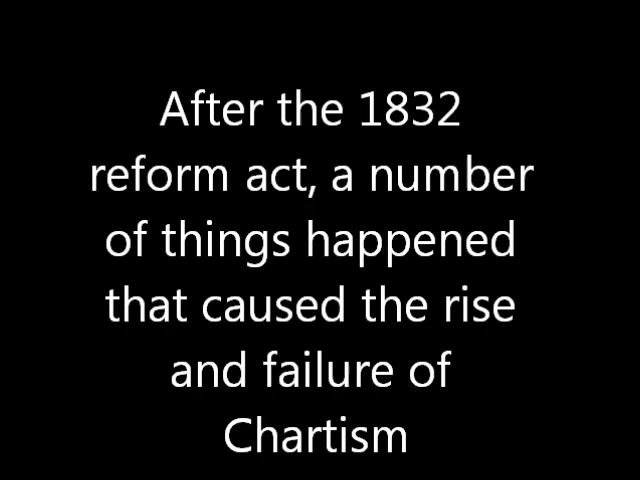 After the 1832
reform act, a number
of things happened
that caused the rise
and failure of
Chartism